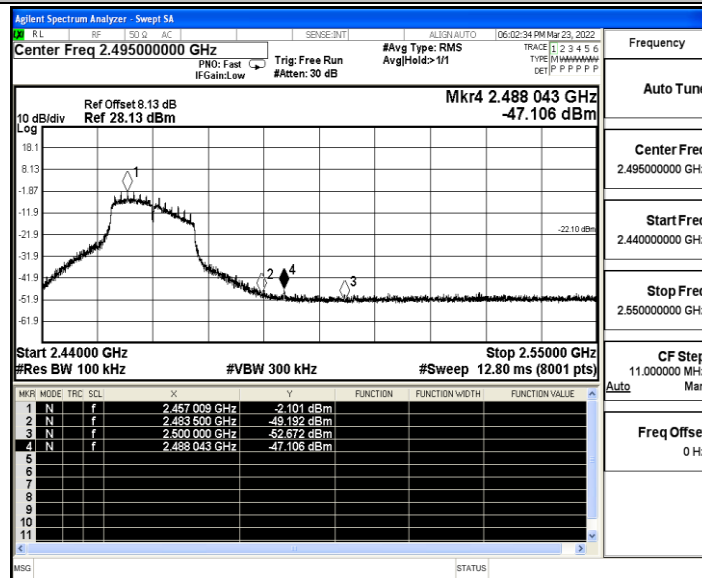 Agilent Spectrum Analyzer - Swept SA
RL RF 50 Ω AC SENSE:INT ALIGN AUTO 06:02:34 PM Mar 23, 2022
Center Freq 2.495000000 GHz
PNO: Fast
IFGain:Low
Trig: Free Run
#Atten: 30 dB
#Avg Type: RMS
Avg|Hold:>1/1
TRACE 1 2 3 4 5 6
TYPE M
DET P P P P P P
Mkr4 2.488 043 GHz
-47.106 dBm
Ref Offset 8.13 dB
10 dB/div Ref 28.13 dBm
Log
18.1
8.13
-1.87
-11.9
-21.9
-31.9
-41.9
-51.9
-61.9
1
2
4
3
-22.10 dBm
Start 2.44000 GHz Stop 2.55000 GHz
#Res BW 100 kHz #VBW 300 kHz #Sweep 12.80 ms (8001 pts)
MKR MODE TRC SCL X Y FUNCTION FUNCTION WIDTH FUNCTION VALUE
1 N f 2.457 009 GHz -2.101 dBm
2 N f 2.483 500 GHz -49.192 dBm
3 N f 2.500 000 GHz -52.672 dBm
4 N f 2.488 043 GHz -47.106 dBm
5
6
7
8
9
10
11
MSG STATUS
Frequency
Auto Tune
Center Freq
2.495000000 GHz
Start Freq
2.440000000 GHz
Stop Freq
2.550000000 GHz
CF Step
11.000000 MHz
Auto Man
Freq Offset
0 Hz